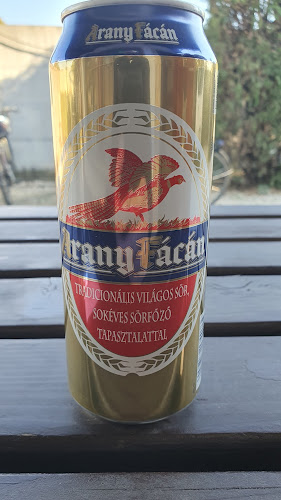 Arany Fácán
Arany Fácán
TRADICIONÁLIS VILÁGOS SÖR,
SOKÉVES SÖRFŐZŐ
TAPASZTALATTAL